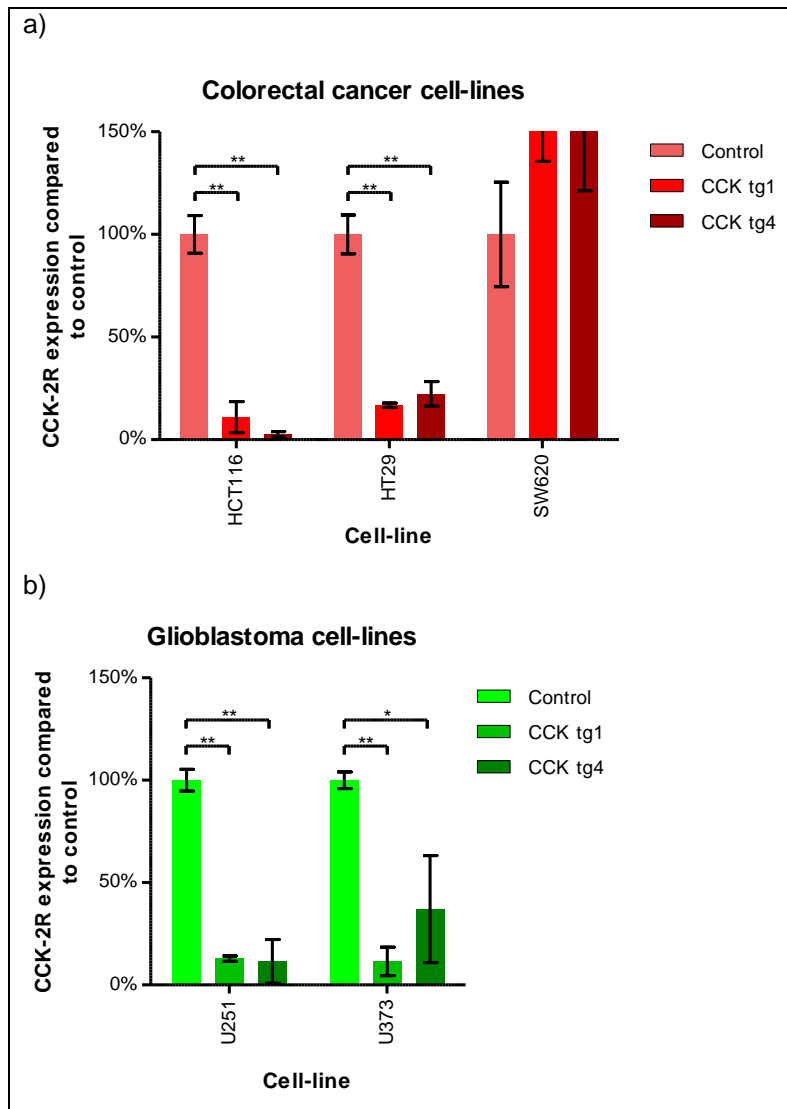 a)
Colorectal cancer cell-lines
CCK-2R expression compared
to control
150%
100%
50%
0%
**
**
**
**
HCT116
HT29
SW620
Cell-line
Control
CCK tg1
CCK tg4
b)
Glioblastoma cell-lines
CCK-2R expression compared
to control
150%
100%
50%
0%
**
**
*
**
U251
U373
Cell-line
Control
CCK tg1
CCK tg4